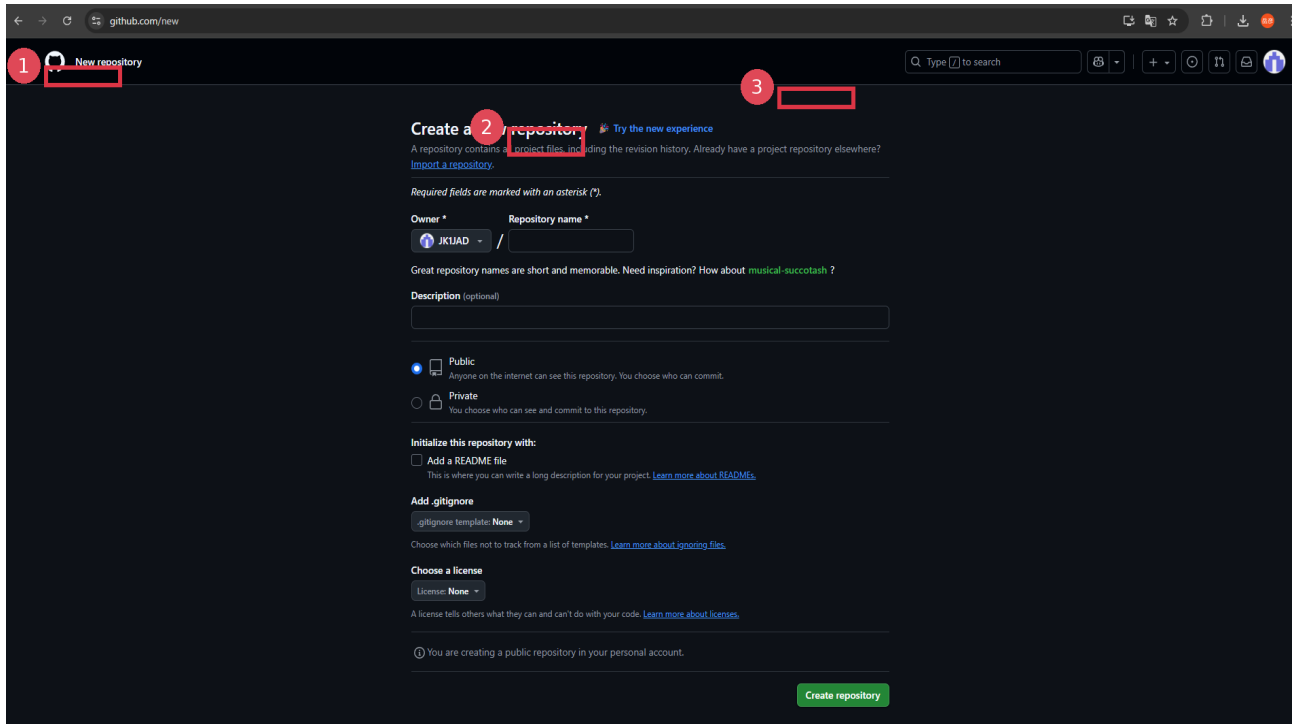 github.com/new
1
New repository
Type / to search
3
Create a 2 repository Try the new experience
A repository contains a project files, including the revision history. Already have a project repository elsewhere?
Import a repository.
Required fields are marked with an asterisk (*).
Owner * Repository name *
JK1JAD /
Great repository names are short and memorable. Need inspiration? How about musical-succotash ?
Description (optional)
Public
Anyone on the internet can see this repository. You choose who can commit.
Private
You choose who can see and commit to this repository.
Initialize this repository with:
Add a README file
This is where you can write a long description for your project. Learn more about READMEs.
Add .gitignore
.gitignore template: None
Choose which files not to track from a list of templates. Learn more about ignoring files.
Choose a license
License: None
A license tells others what they can and can't do with your code. Learn more about licenses.
You are creating a public repository in your personal account.
Create repository